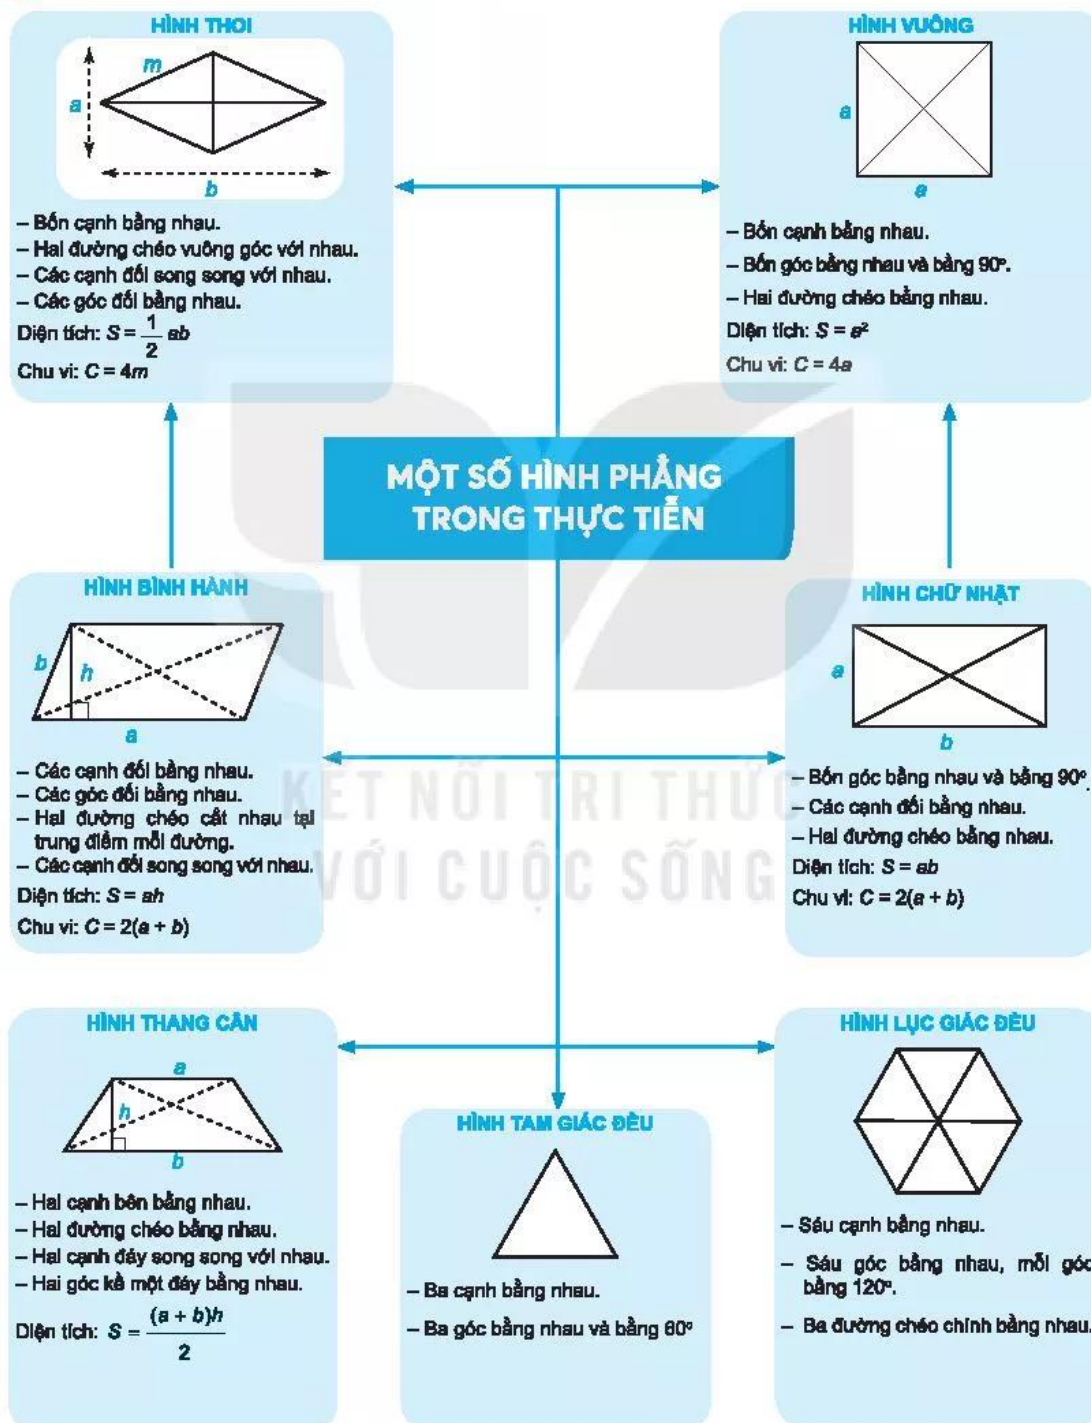 HÌNH THOI
m
a
b
– Bốn cạnh bằng nhau.
– Hai đường chéo vuông góc với nhau.
– Các cạnh đối song song với nhau.
– Các góc đối bằng nhau.
Diện tích: S = 1/2 ab
Chu vi: C = 4m
HÌNH VUÔNG
a
a
– Bốn cạnh bằng nhau.
– Bốn góc bằng nhau và bằng 90°.
– Hai đường chéo bằng nhau.
Diện tích: S = a²
Chu vi: C = 4a
MỘT SỐ HÌNH PHẲNG
TRONG THỰC TIỄN
HÌNH BÌNH HÀNH
b
h
a
– Các cạnh đối bằng nhau.
– Các góc đối bằng nhau.
– Hai đường chéo cắt nhau tại
trung điểm mỗi đường.
– Các cạnh đối song song với nhau.
Diện tích: S = ah
Chu vi: C = 2(a + b)
HÌNH CHỮ NHẬT
a
b
– Bốn góc bằng nhau và bằng 90°.
– Các cạnh đối bằng nhau.
– Hai đường chéo bằng nhau.
Diện tích: S = ab
Chu vi: C = 2(a + b)
KẾT NỐI TRI THỨC
VỚI CUỘC SỐNG
HÌNH THANG CÂN
a
h
b
– Hai cạnh bên bằng nhau.
– Hai đường chéo bằng nhau.
– Hai cạnh đáy song song với nhau.
– Hai góc kề một đáy bằng nhau.
Diện tích: S = (a + b)h/2
HÌNH TAM GIÁC ĐỀU
– Ba cạnh bằng nhau.
– Ba góc bằng nhau và bằng 60°
HÌNH LỤC GIÁC ĐỀU
– Sáu cạnh bằng nhau.
– Sáu góc bằng nhau, mỗi góc
bằng 120°.
– Ba đường chéo chính bằng nhau.